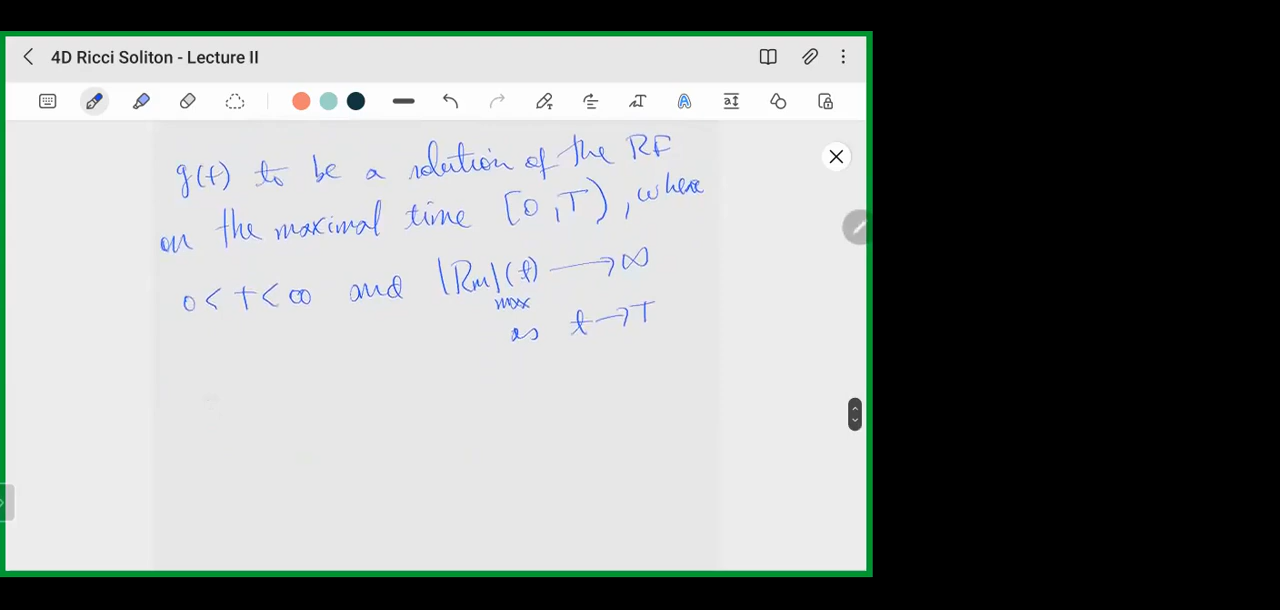 4D Ricci Soliton - Lecture II
g(t) to be a solution of the RF
on the maximal time [0,T), where
0 < T < ∞ and |Rm|(t) → ∞
max
as t → T